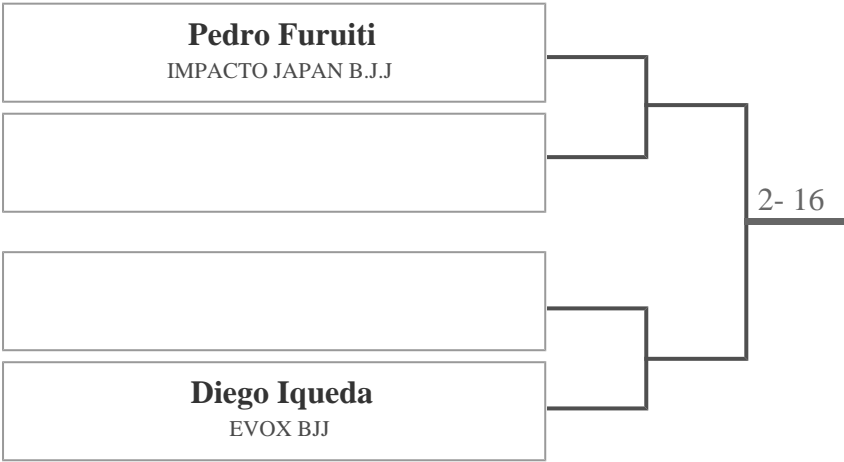 Pedro Furuiti
IMPACTO JAPAN B.J.J
2- 16
Diego Iqueda
EVOX BJJ